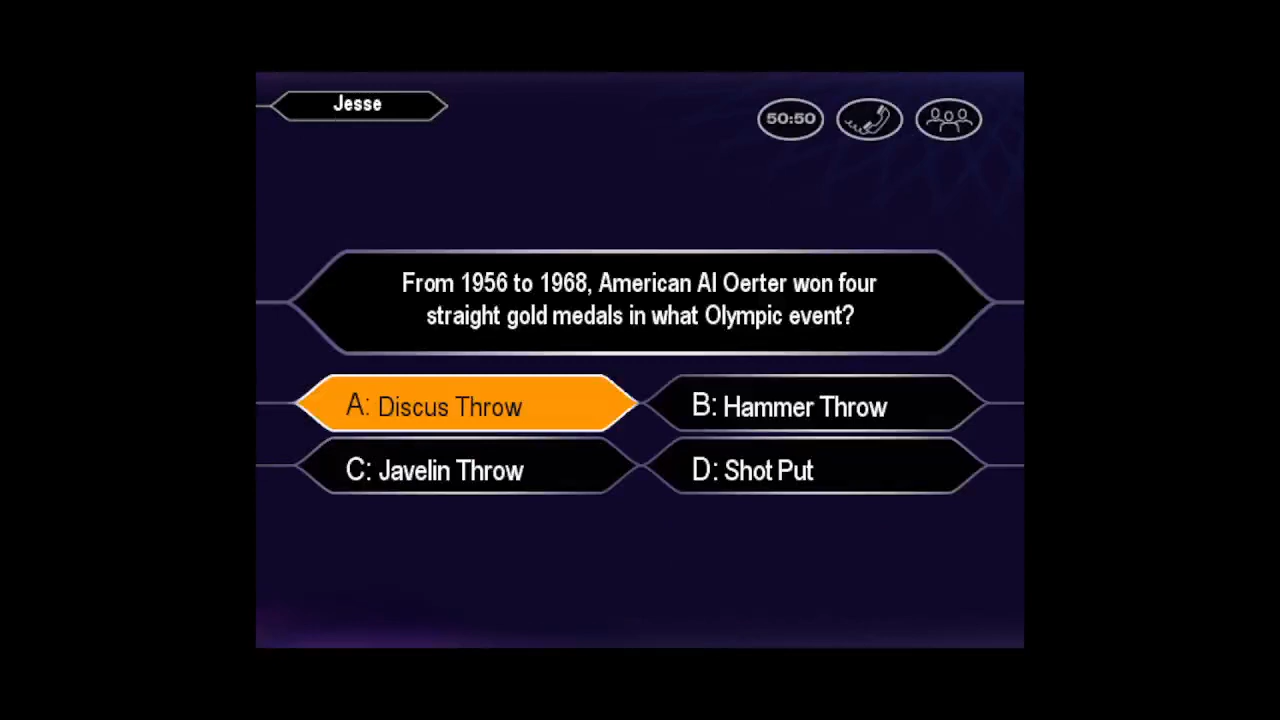 Jesse
50:50
From 1956 to 1968, American Al Oerter won four
straight gold medals in what Olympic event?
A: Discus Throw
B: Hammer Throw
C: Javelin Throw
D: Shot Put